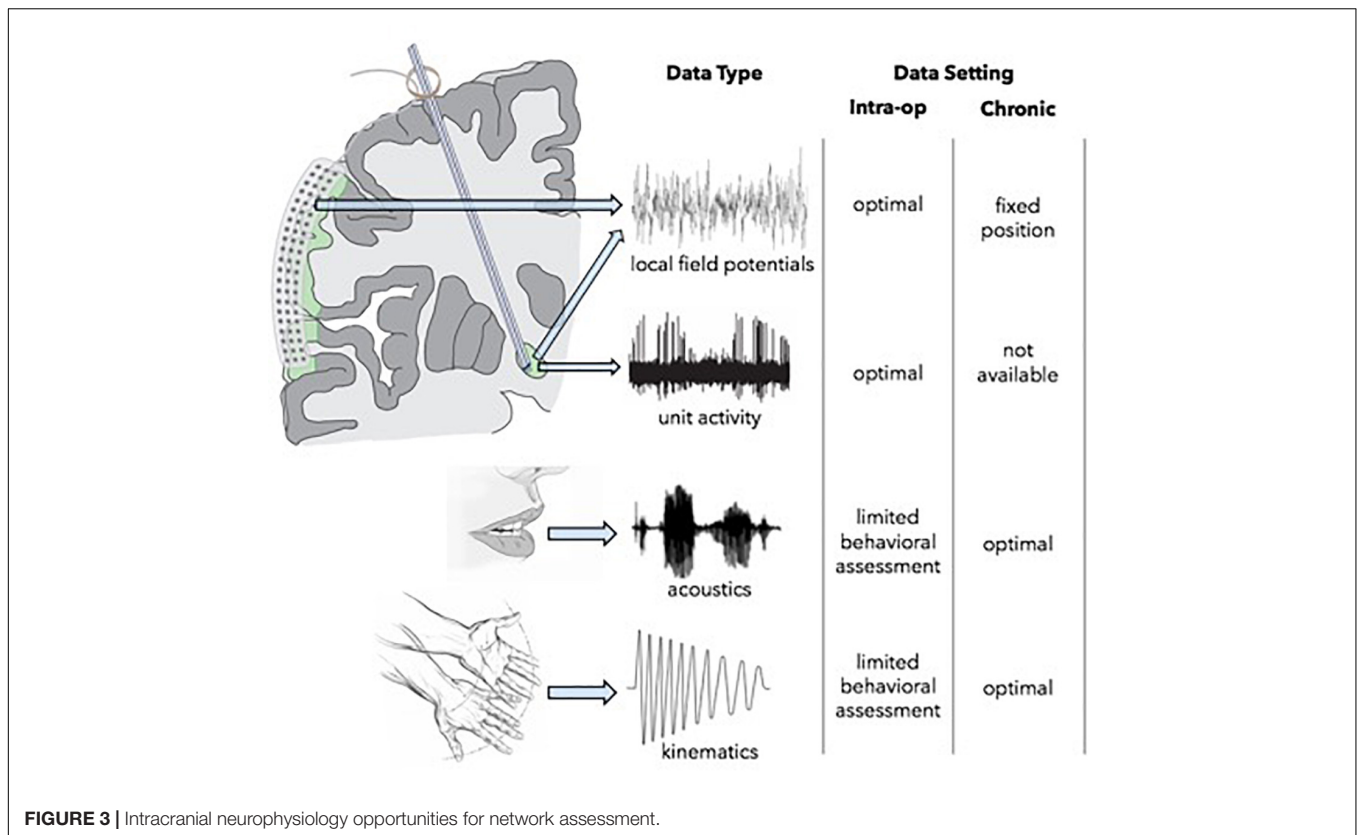 Data Type
Data Setting
Intra-op
Chronic
local field potentials
optimal
fixed
position
unit activity
optimal
not
available
acoustics
limited
behavioral
assessment
optimal
kinematics
limited
behavioral
assessment
optimal
FIGURE 3 | Intracranial neurophysiology opportunities for network assessment.